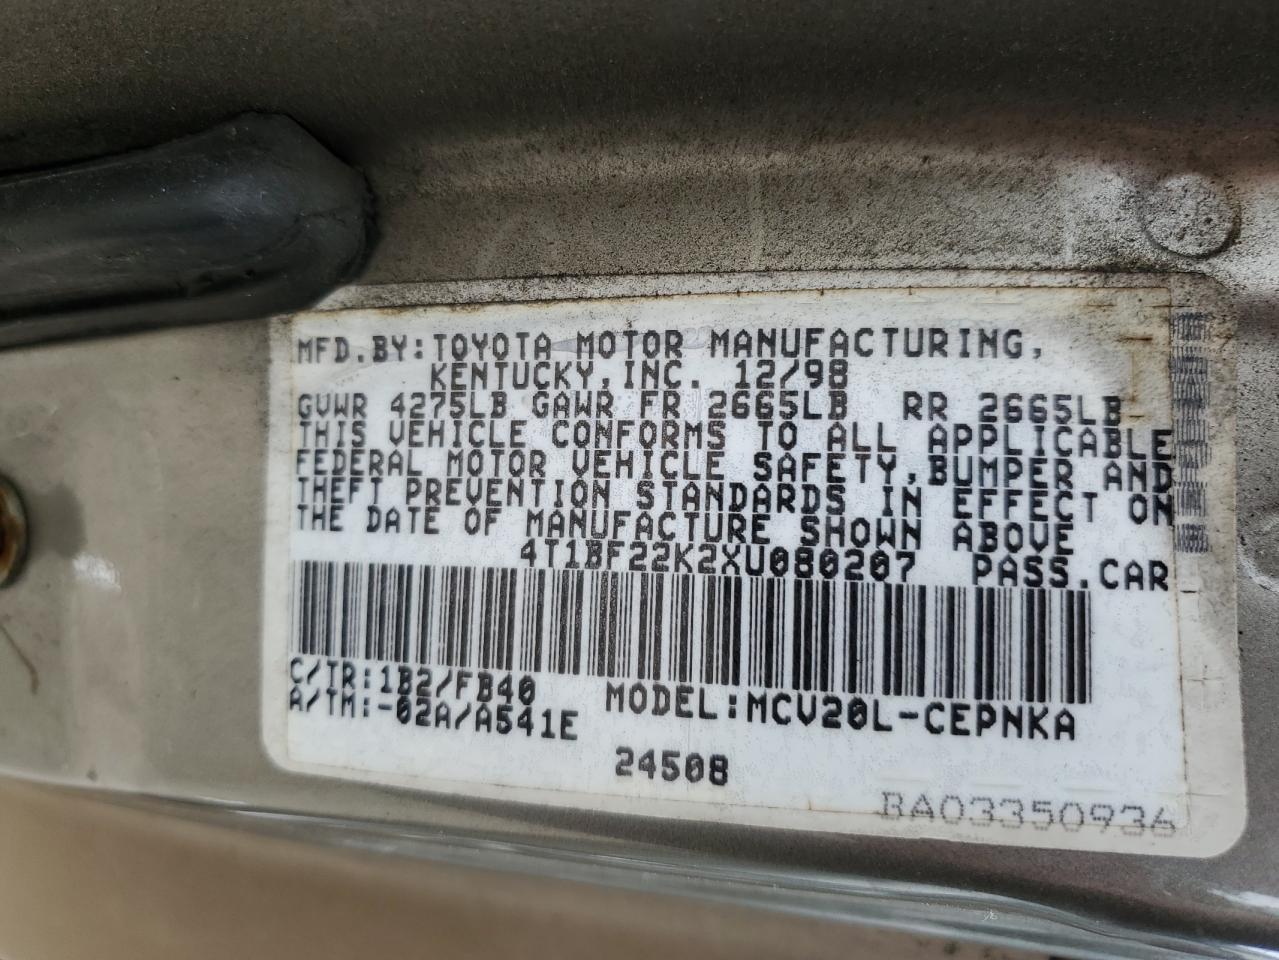 MFD.BY:TOYOTA MOTOR MANUFACTURING,
KENTUCKY,INC. 12/98
GVWR 4275LB GAWR FR 2665LB RR 2665LB
THIS VEHICLE CONFORMS TO ALL APPLICABLE
FEDERAL MOTOR VEHICLE SAFETY,BUMPER AND
THEFT PREVENTION STANDARDS IN EFFECT ON
THE DATE OF MANUFACTURE SHOWN ABOVE
4T1BF22K2XU080207 PASS.CAR
C/TR:1B2/FB40
A/TM:-02A/A541E MODEL:MCV20L-CEPNKA
24508
BA03350936